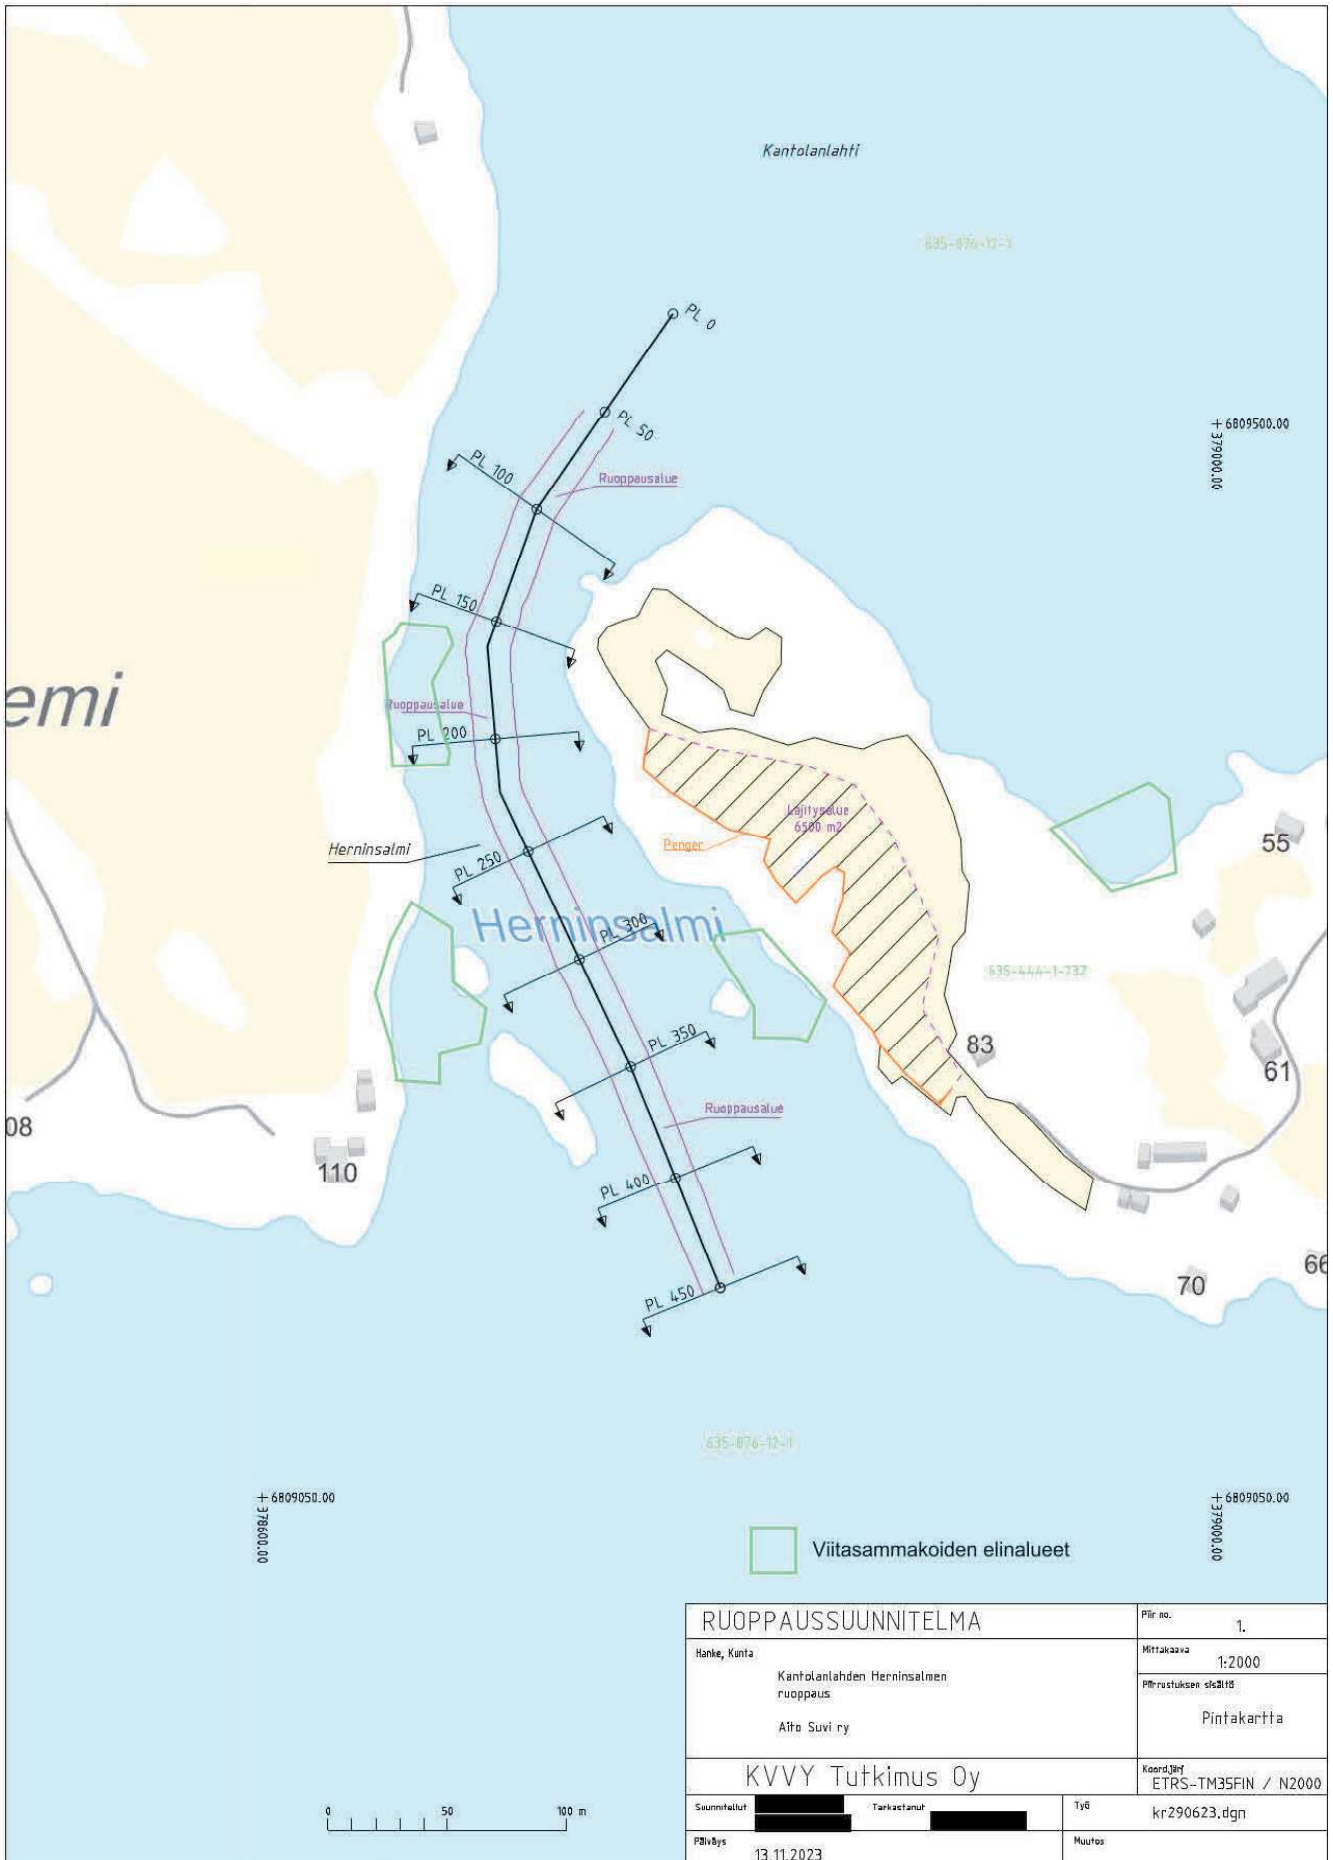 Kantolanlahti
635-876-12-1
PL 0
PL 50
+ 6809500.00
379000.00
PL 100
Ruoppausalue
PL 150
emi
Ruoppausalue
PL 200
Lajitysalue
6500 m2
Penger
55
Herninsalmi
PL 250
Herninsalmi
PL 300
635-444-1-732
PL 350
83
61
Ruoppausalue
08
110
PL 400
66
70
PL 450
635-876-12-1
+ 6809050.00
378600.00
+ 6809050.00
379000.00
Viitasammakoiden elinalueet
RUOPPAUSSUUNNITELMA
Piir no.
1.
Hanke, Kunta
Mittakaava
1:2000
Kantolanlahden Herninsalmen
ruoppaus
Piirrustuksen sisältö
Pintakartta
Aito Suvi ry
KVVY Tutkimus Oy
Koord.järj
ETRS-TM35FIN / N2000
Suunnitellut
Tarkastanut
Työ
kr290623.dgn
Päiväys
13.11.2023
Muutos
0 50 100 m